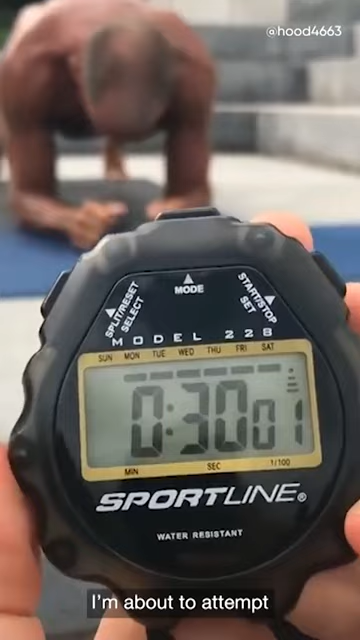 @hood4663
MODE
SPLIT/RESET
SELECT
START/STOP
SET
MODEL 228
SUN MON TUE WED THU FRI SAT
0:30 01
MIN SEC 1/100
SPORTLINE®
WATER RESISTANT
I'm about to attempt